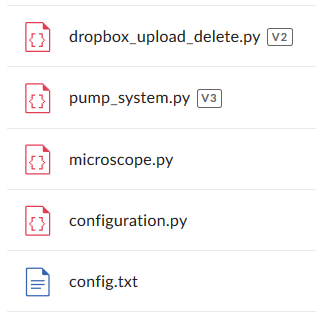 dropbox_upload_delete.py V2
pump_system.py V3
microscope.py
configuration.py
config.txt